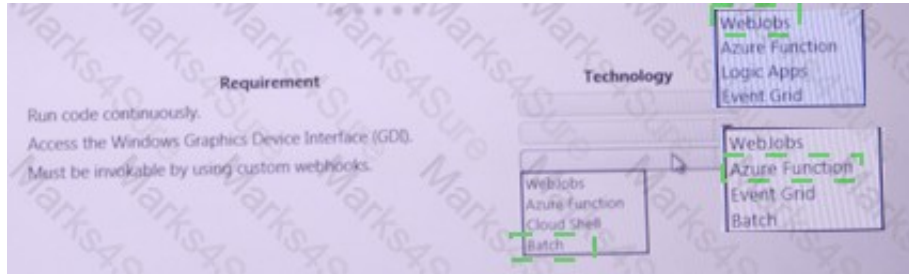 WebJobs
Azure Function
Logic Apps
Event Grid
Requirement
Technology
Run code continuously.
Access the Windows Graphics Device Interface (GDI).
Must be invokable by using custom webhooks.
WebJobs
Azure Function
Event Grid
Batch
WebJobs
Azure Function
Cloud Shell
Batch
Marks4Sure